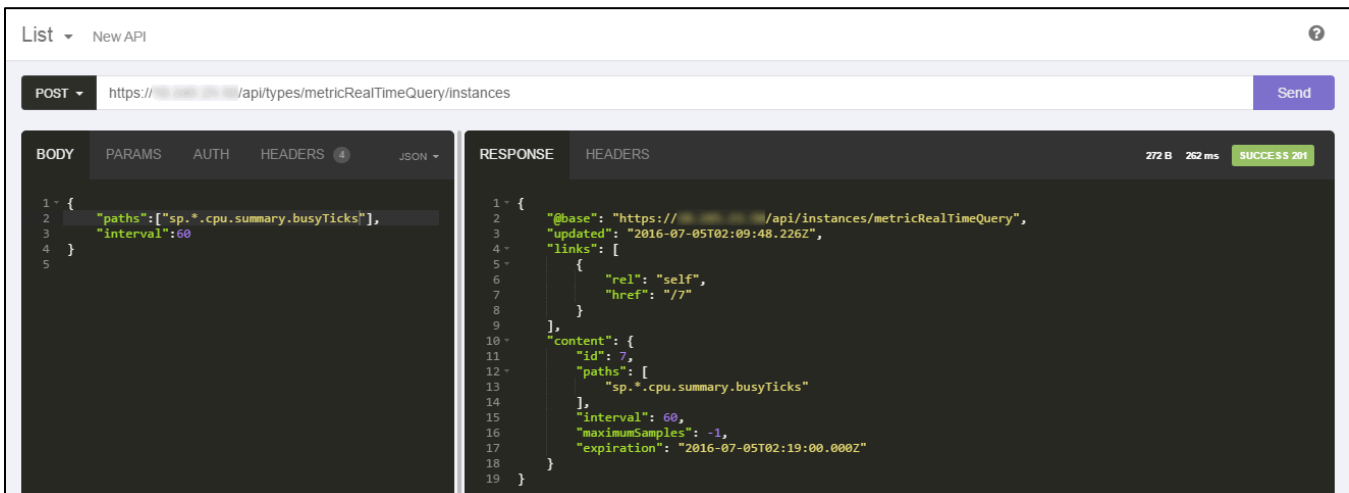 List New API
POST https:// /api/types/metricRealTimeQuery/instances Send
BODY PARAMS AUTH HEADERS 4 JSON
1 {
2 "paths":["sp.*.cpu.summary.busyTicks"],
3 "interval":60
4 }
5
RESPONSE HEADERS 272 B 262 ms SUCCESS 201
1 {
2 "@base": "https:// /api/instances/metricRealTimeQuery",
3 "updated": "2016-07-05T02:09:48.226Z",
4 "links": [
5 {
6 "rel": "self",
7 "href": "/7"
8 }
9 ],
10 "content": {
11 "id": 7,
12 "paths": [
13 "sp.*.cpu.summary.busyTicks"
14 ],
15 "interval": 60,
16 "maximumSamples": -1,
17 "expiration": "2016-07-05T02:19:00.000Z"
18 }
19 }